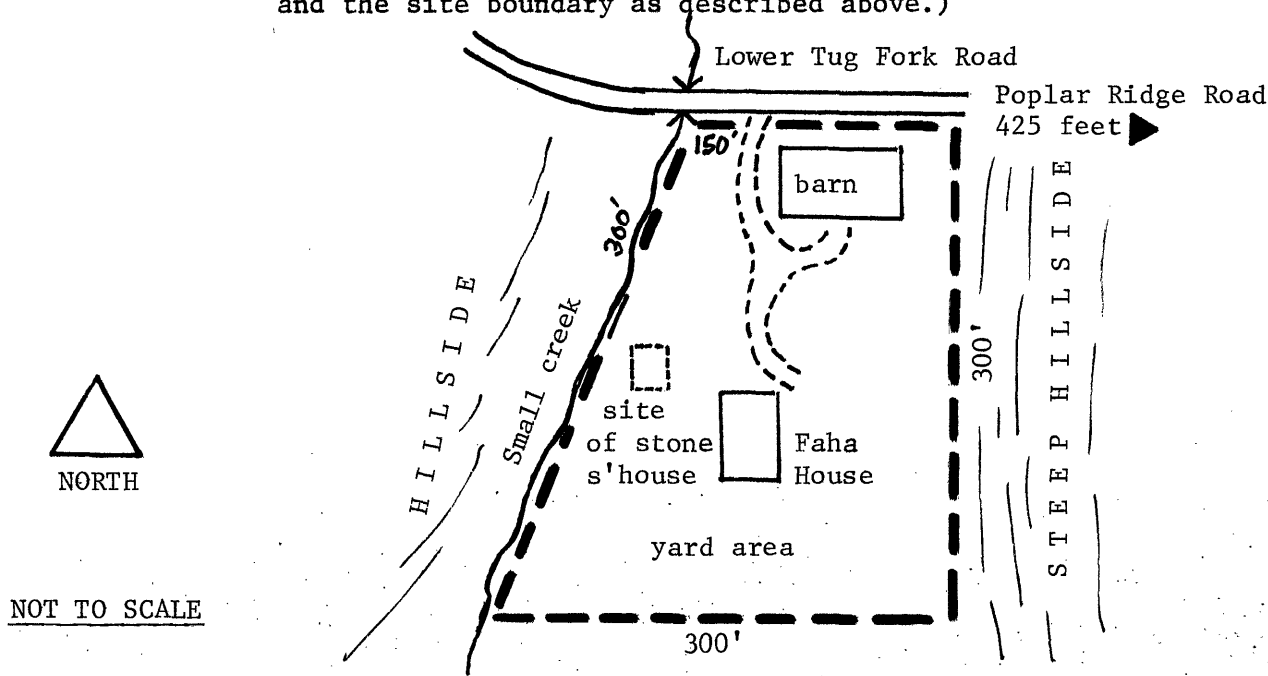 and the site boundary as described above.)
Lower Tug Fork Road
Poplar Ridge Road
425 feet
150'
barn
300'
HILLSIDE
Small creek
site
of stone
s'house
Faha
House
300'
STEEP HILLSIDE
yard area
NORTH
NOT TO SCALE
300'